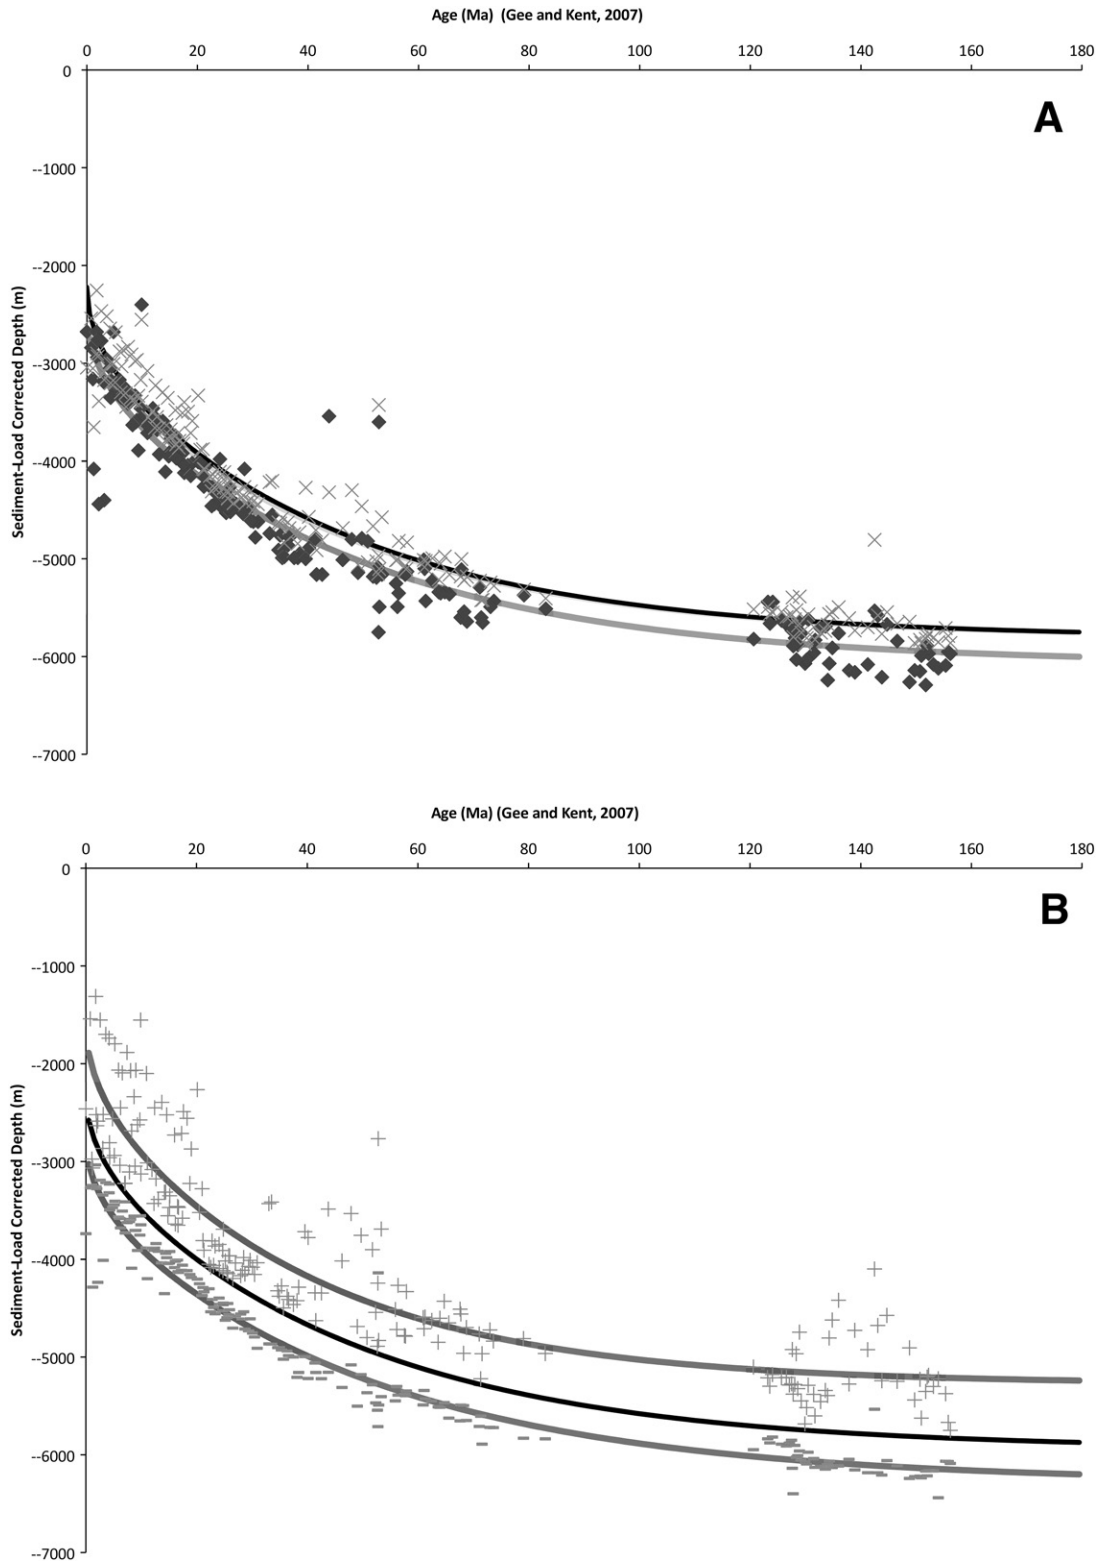 Age (Ma) (Gee and Kent, 2007)
0 20 40 60 80 100 120 140 160 180
0
--1000
--2000
--3000
--4000
--5000
--6000
--7000
Sediment-Load Corrected Depth (m)
A
Age (Ma) (Gee and Kent, 2007)
0 20 40 60 80 100 120 140 160 180
0
--1000
--2000
--3000
--4000
--5000
--6000
--7000
Sediment-Load Corrected Depth (m)
B